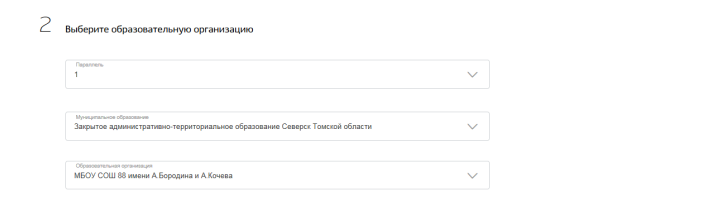 2 Выберите образовательную организацию
Параллель
1
Муниципальное образование
Закрытое административно-территориальное образование Северск Томской области
Образовательная организация
МБОУ СОШ 88 имени А.Бородина и А.Кочева